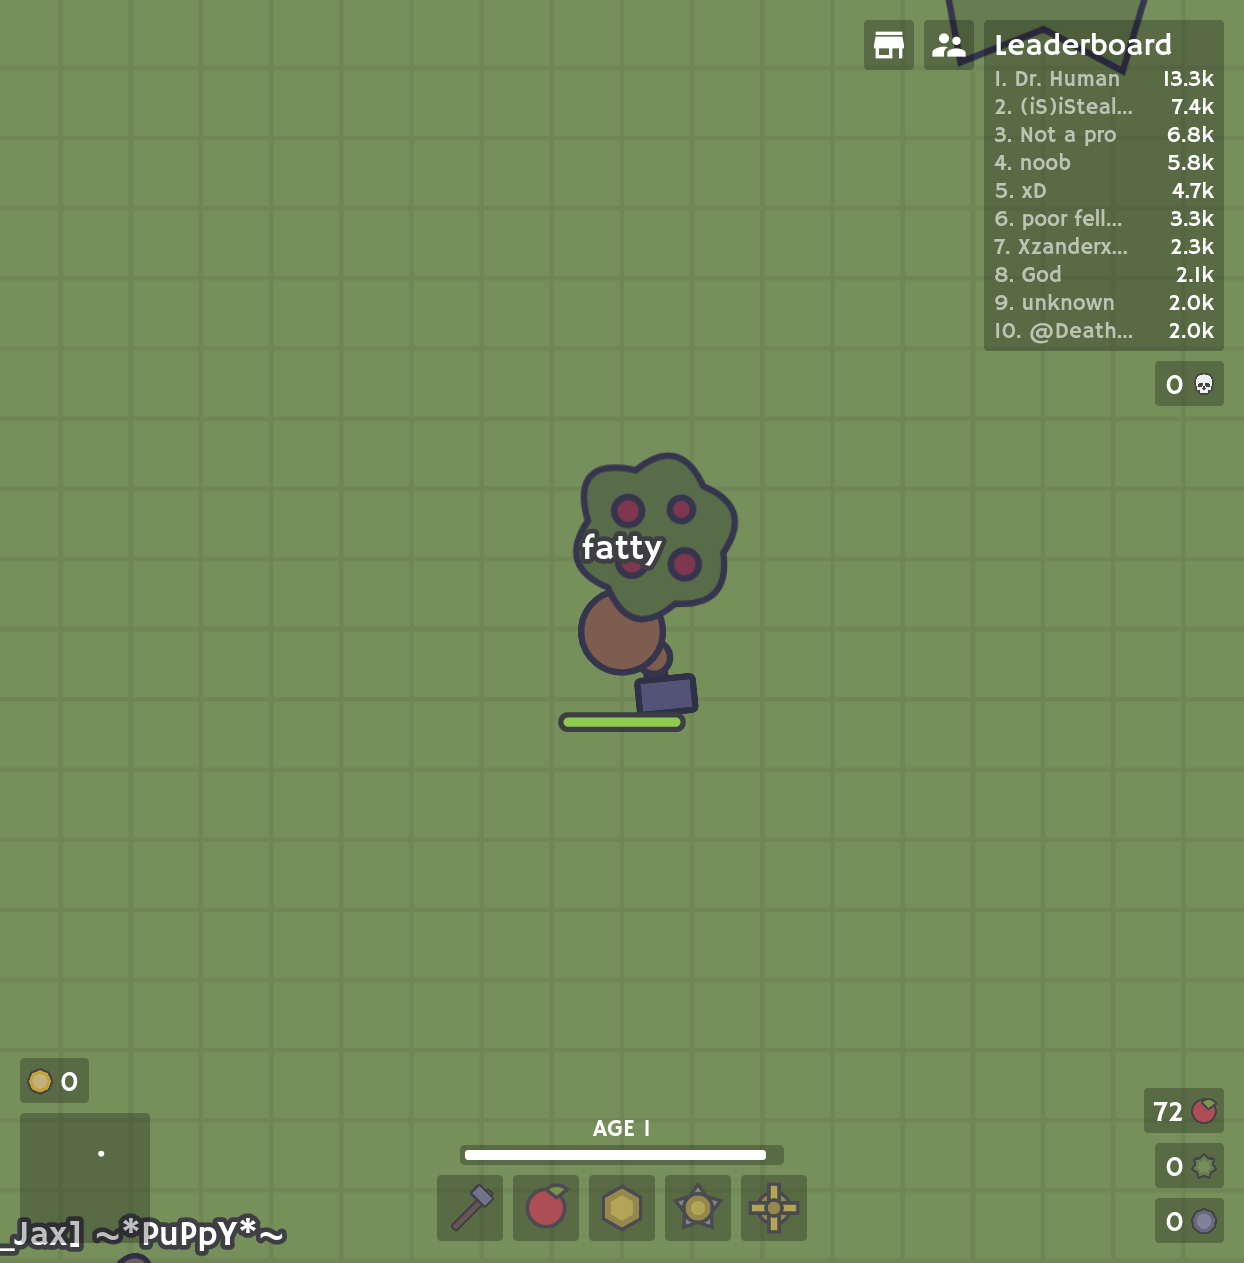 Leaderboard
1. Dr. Human 13.3k
2. (iS)iSteal... 7.4k
3. Not a pro 6.8k
4. noob 5.8k
5. xD 4.7k
6. poor fell... 3.3k
7. Xzanderx... 2.3k
8. God 2.1k
9. unknown 2.0k
10. @Death... 2.0k
0
fatty
0
AGE 1
72
0
0
_Jax] ~*PuPpY*~